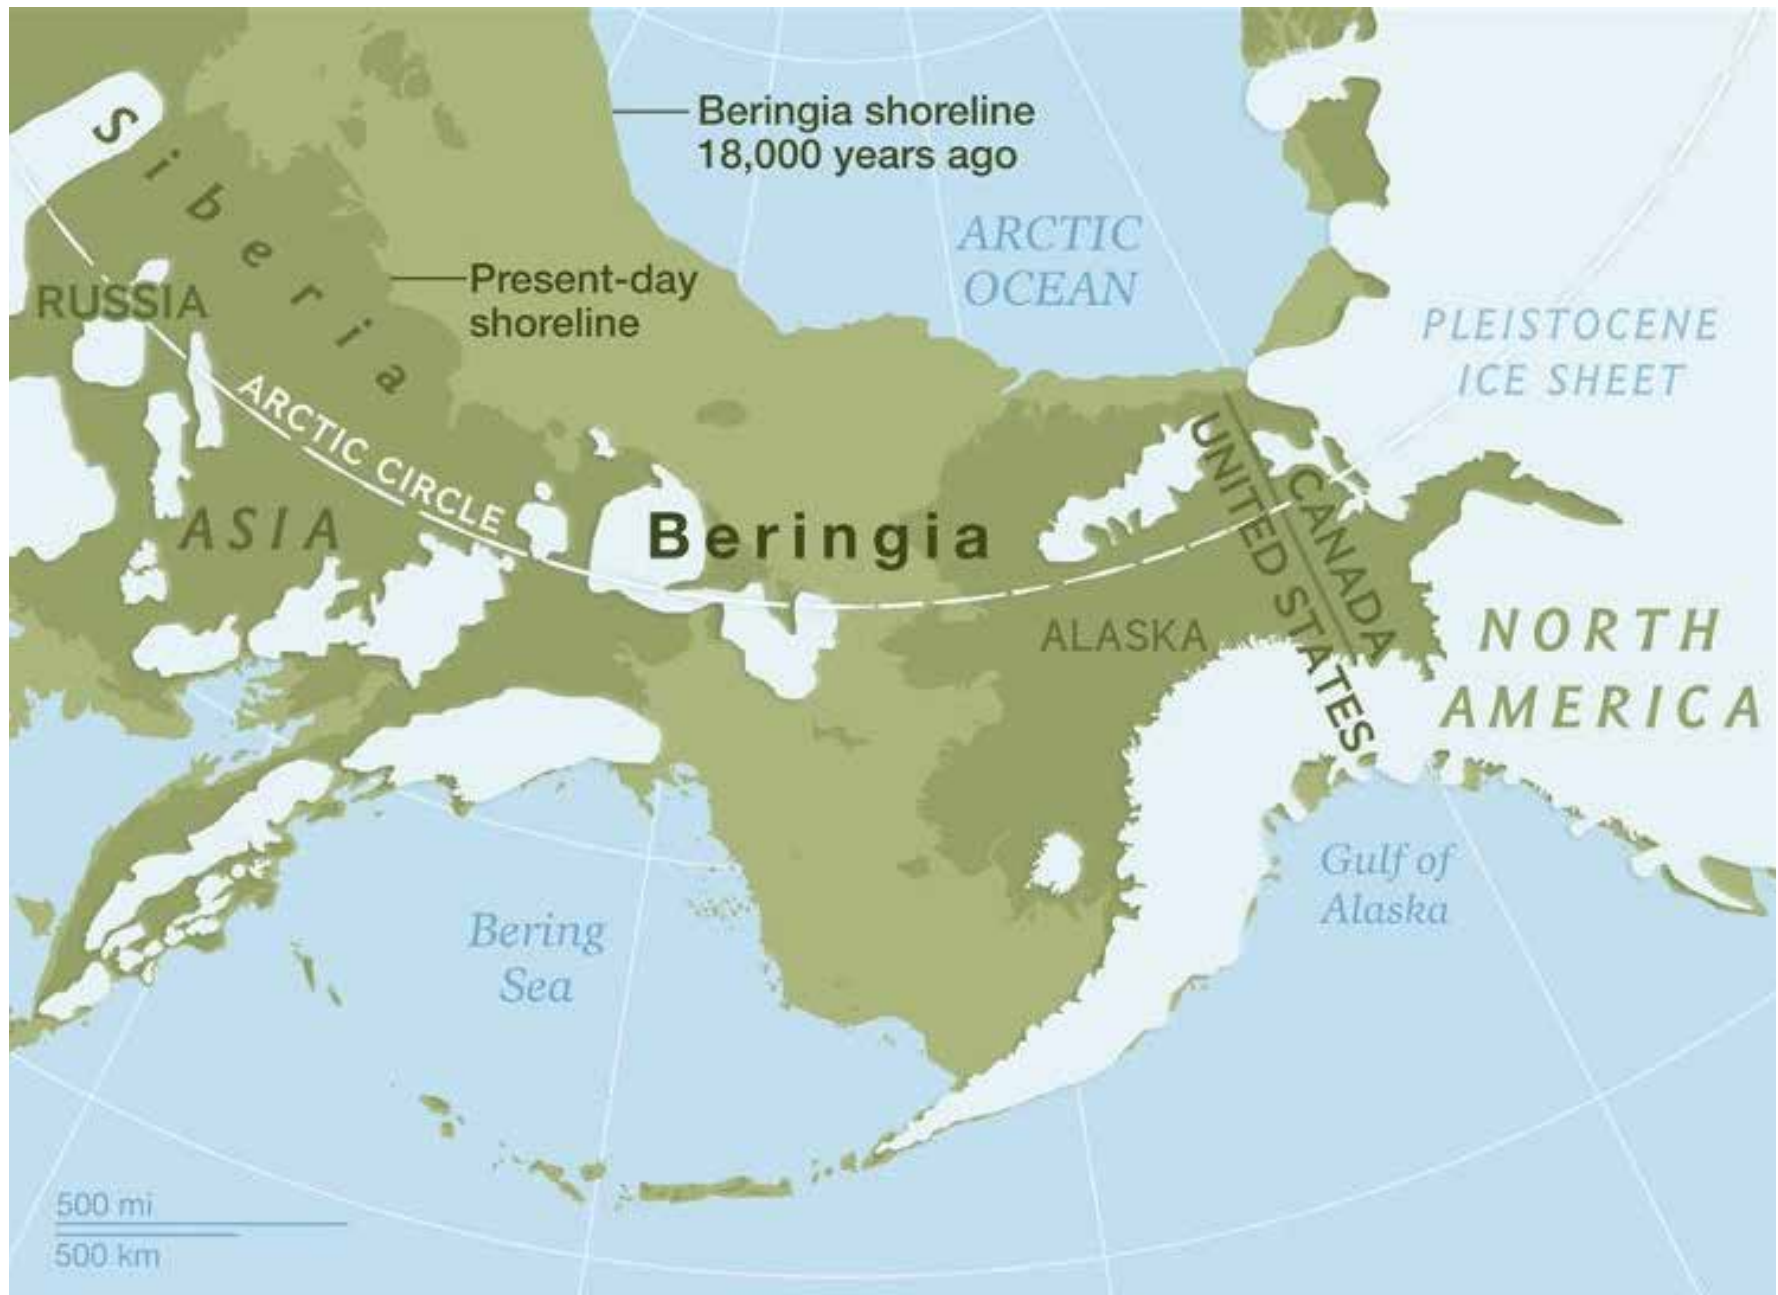 Beringia shoreline
18,000 years ago
Siberia
ARCTIC
OCEAN
Present-day
shoreline
RUSSIA
PLEISTOCENE
ICE SHEET
ARCTIC CIRCLE
ASIA
Beringia
UNITED STATES
CANADA
ALASKA
NORTH
AMERICA
Gulf of
Alaska
Bering
Sea
500 mi
500 km